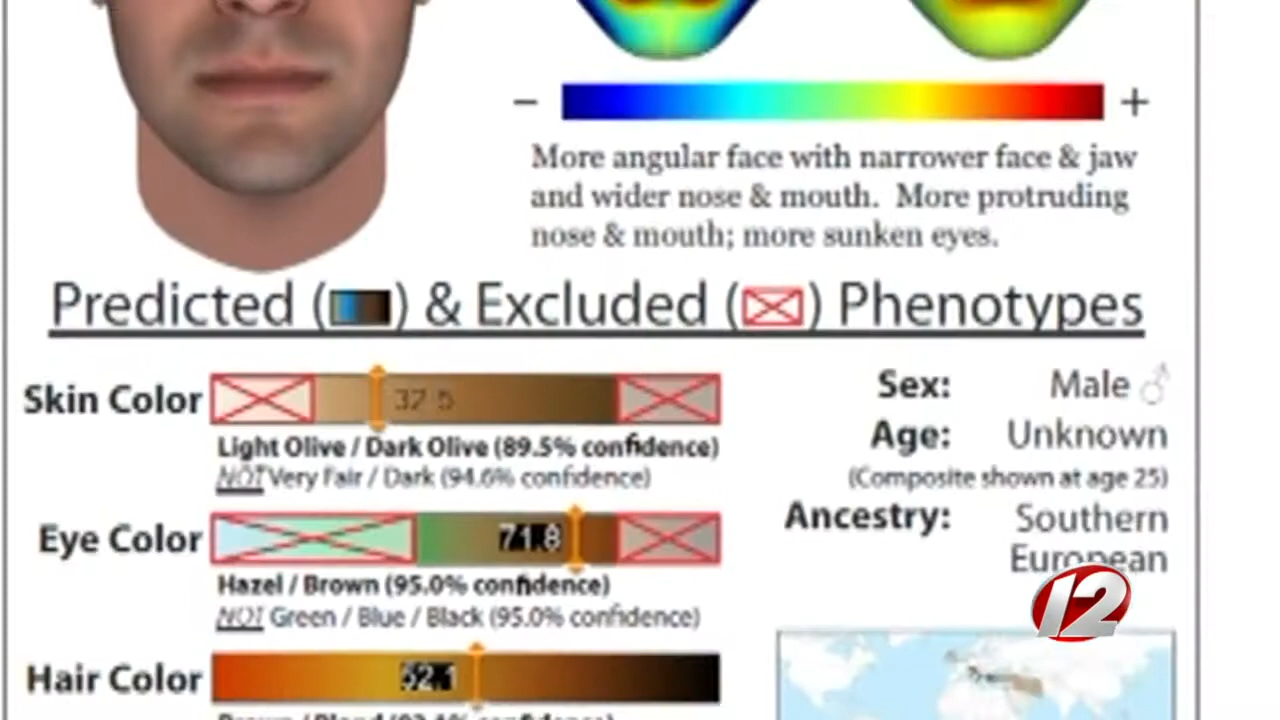 − +
More angular face with narrower face & jaw
and wider nose & mouth. More protruding
nose & mouth; more sunken eyes.
Predicted ( ) & Excluded ( ) Phenotypes
Skin Color 37.5
Light Olive / Dark Olive (89.5% confidence)
NOT Very Fair / Dark (94.6% confidence)
Eye Color 71.8
Hazel / Brown (95.0% confidence)
NOT Green / Blue / Black (95.0% confidence)
Hair Color 52.1
Sex: Male ♂
Age: Unknown
(Composite shown at age 25)
Ancestry: Southern
European
12